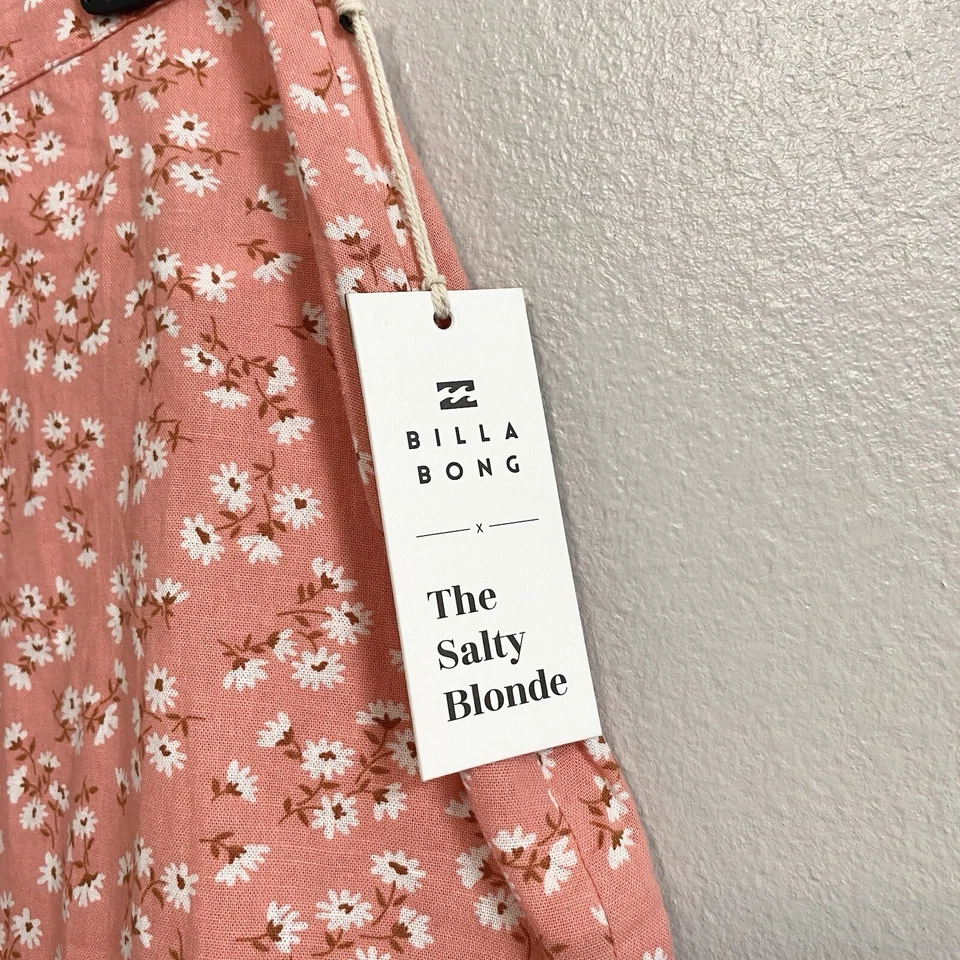 BILLA
BONG
x
The
Salty
Blonde